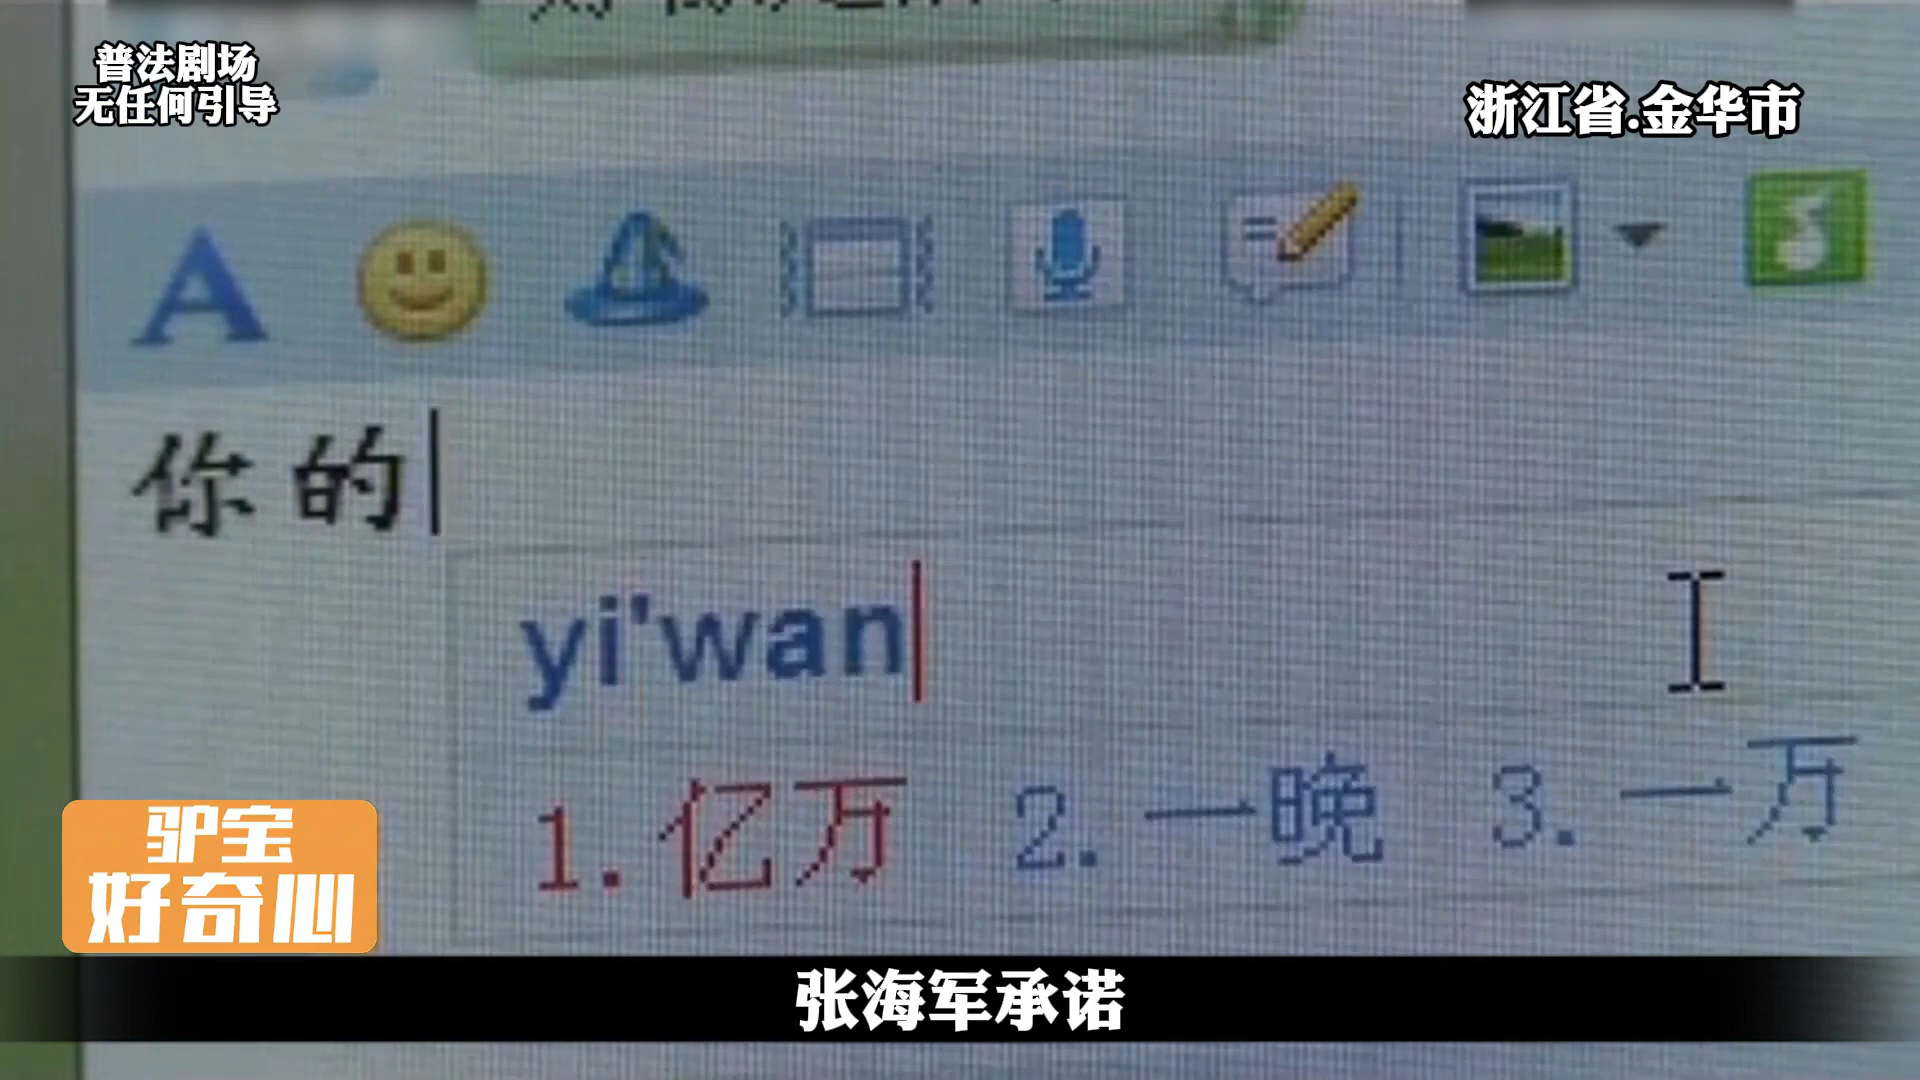 普法剧场
无任何引导
浙江省.金华市
你的
yi'wan
1.亿万 2.一晚 3.一万
驴宝
好奇心
张海军承诺